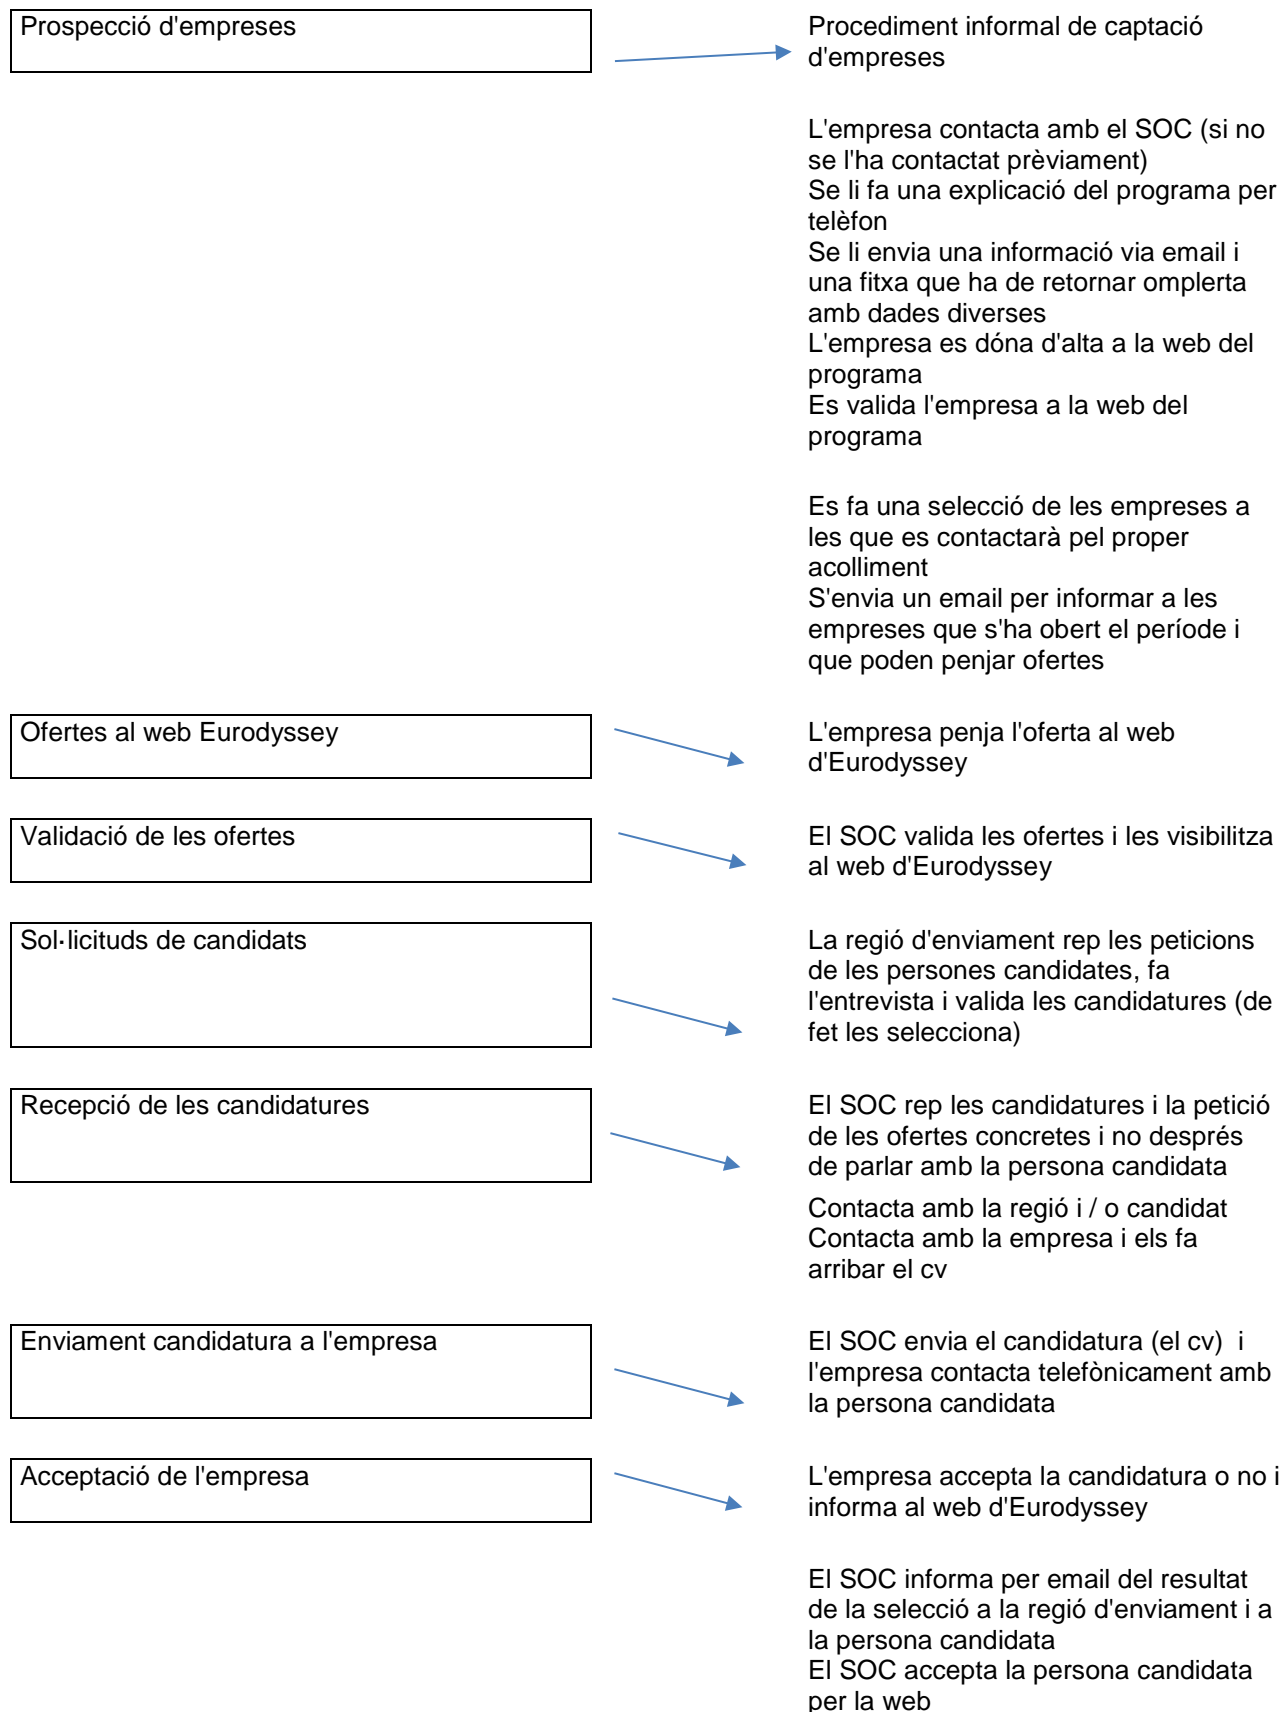 Prospecció d'empreses
Procediment informal de captació
d'empreses
L'empresa contacta amb el SOC (si no
se l'ha contactat prèviament)
Se li fa una explicació del programa per
telèfon
Se li envia una informació via email i
una fitxa que ha de retornar omplerta
amb dades diverses
L'empresa es dóna d'alta a la web del
programa
Es valida l'empresa a la web del
programa
Es fa una selecció de les empreses a
les que es contactarà pel proper
acolliment
S'envia un email per informar a les
empreses que s'ha obert el període i
que poden penjar ofertes
Ofertes al web Eurodyssey
L'empresa penja l'oferta al web
d'Eurodyssey
Validació de les ofertes
El SOC valida les ofertes i les visibilitza
al web d'Eurodyssey
Sol·licituds de candidats
La regió d'enviament rep les peticions
de les persones candidates, fa
l'entrevista i valida les candidatures (de
fet les selecciona)
Recepció de les candidatures
El SOC rep les candidatures i la petició
de les ofertes concretes i no després
de parlar amb la persona candidata
Contacta amb la regió i / o candidat
Contacta amb la empresa i els fa
arribar el cv
Enviament candidatura a l'empresa
El SOC envia el candidatura (el cv)  i
l'empresa contacta telefònicament amb
la persona candidata
Acceptació de l'empresa
L'empresa accepta la candidatura o no i
informa al web d'Eurodyssey
El SOC informa per email del resultat
de la selecció a la regió d'enviament i a
la persona candidata
El SOC accepta la persona candidata
per la web